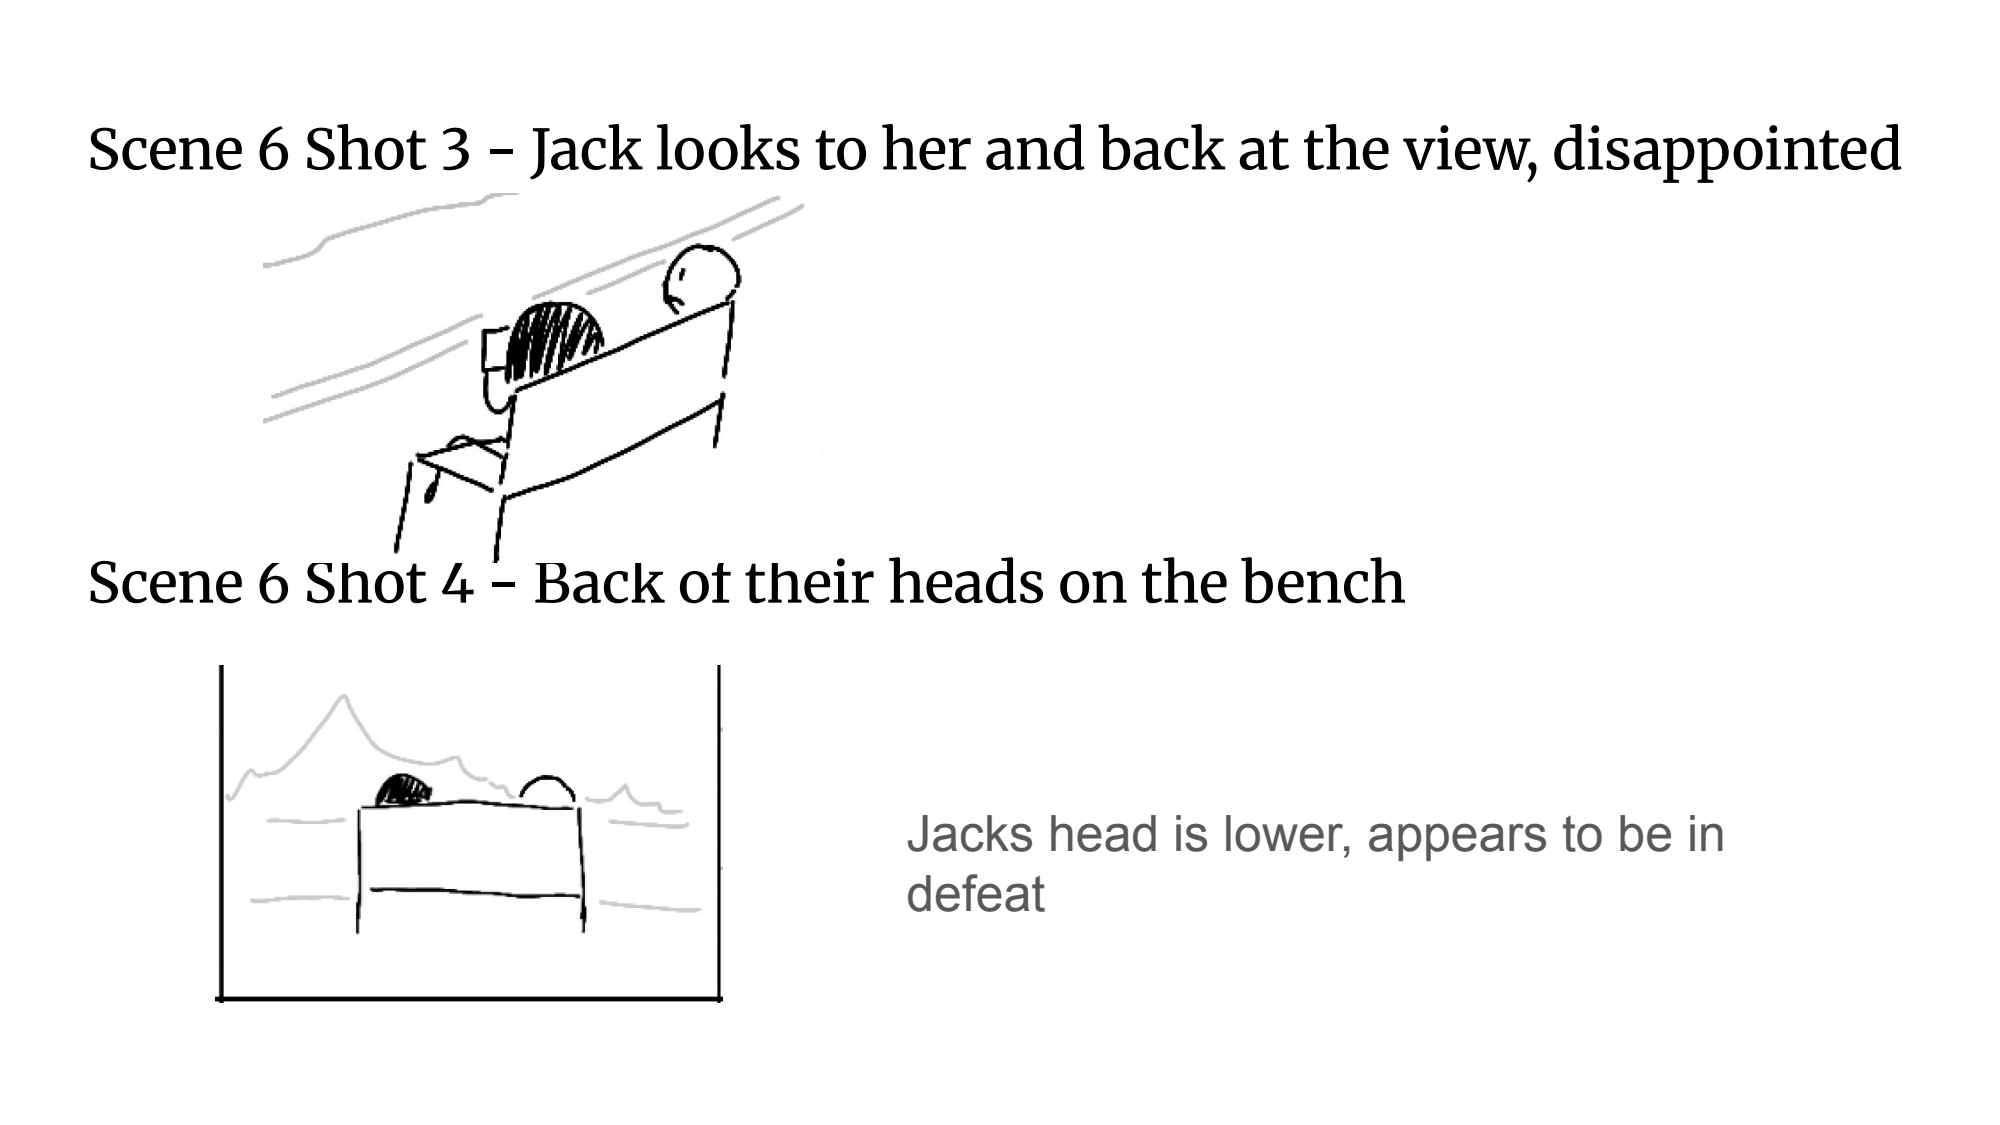 Scene 6 Shot 3 - Jack looks to her and back at the view, disappointed
Scene 6 Shot 4 - Back of their heads on the bench
Jacks head is lower, appears to be in
defeat